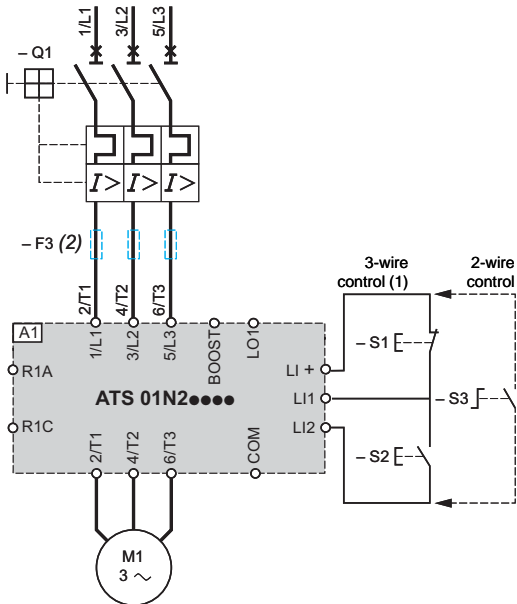 1/L1
3/L2
5/L3
– Q1
I>
I>
I>
– F3 (2)
2/T1
4/T2
6/T3
3-wire
control (1)
2-wire
control
A1
1/L1
3/L2
5/L3
BOOST
LO1
– S1
R1A
LI +
ATS 01N2●●●●
LI1
– S3
R1C
LI2
2/T1
4/T2
6/T3
COM
– S2
M1
3 ~